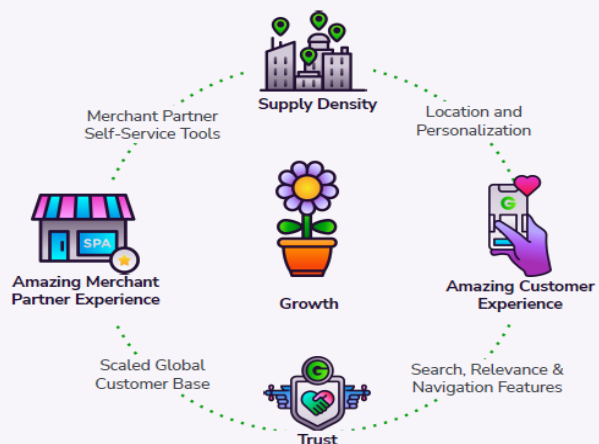 Supply Density
Merchant Partner
Self-Service Tools
Location and
Personalization
SPA
G
Amazing Merchant
Partner Experience
Growth
Amazing Customer
Experience
Scaled Global
Customer Base
Search, Relevance &
Navigation Features
G
Trust